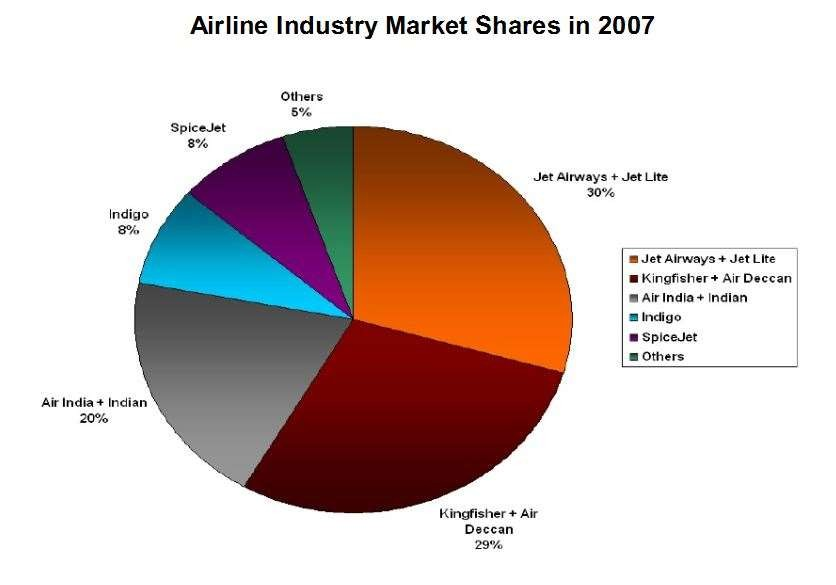 Airline Industry Market Shares in 2007
Others
5%
SpiceJet
8%
Indigo
8%
Air India + Indian
20%
Kingfisher + Air
Deccan
29%
Jet Airways + Jet Lite
30%
Jet Airways + Jet Lite
Kingfisher + Air Deccan
Air India + Indian
Indigo
SpiceJet
Others